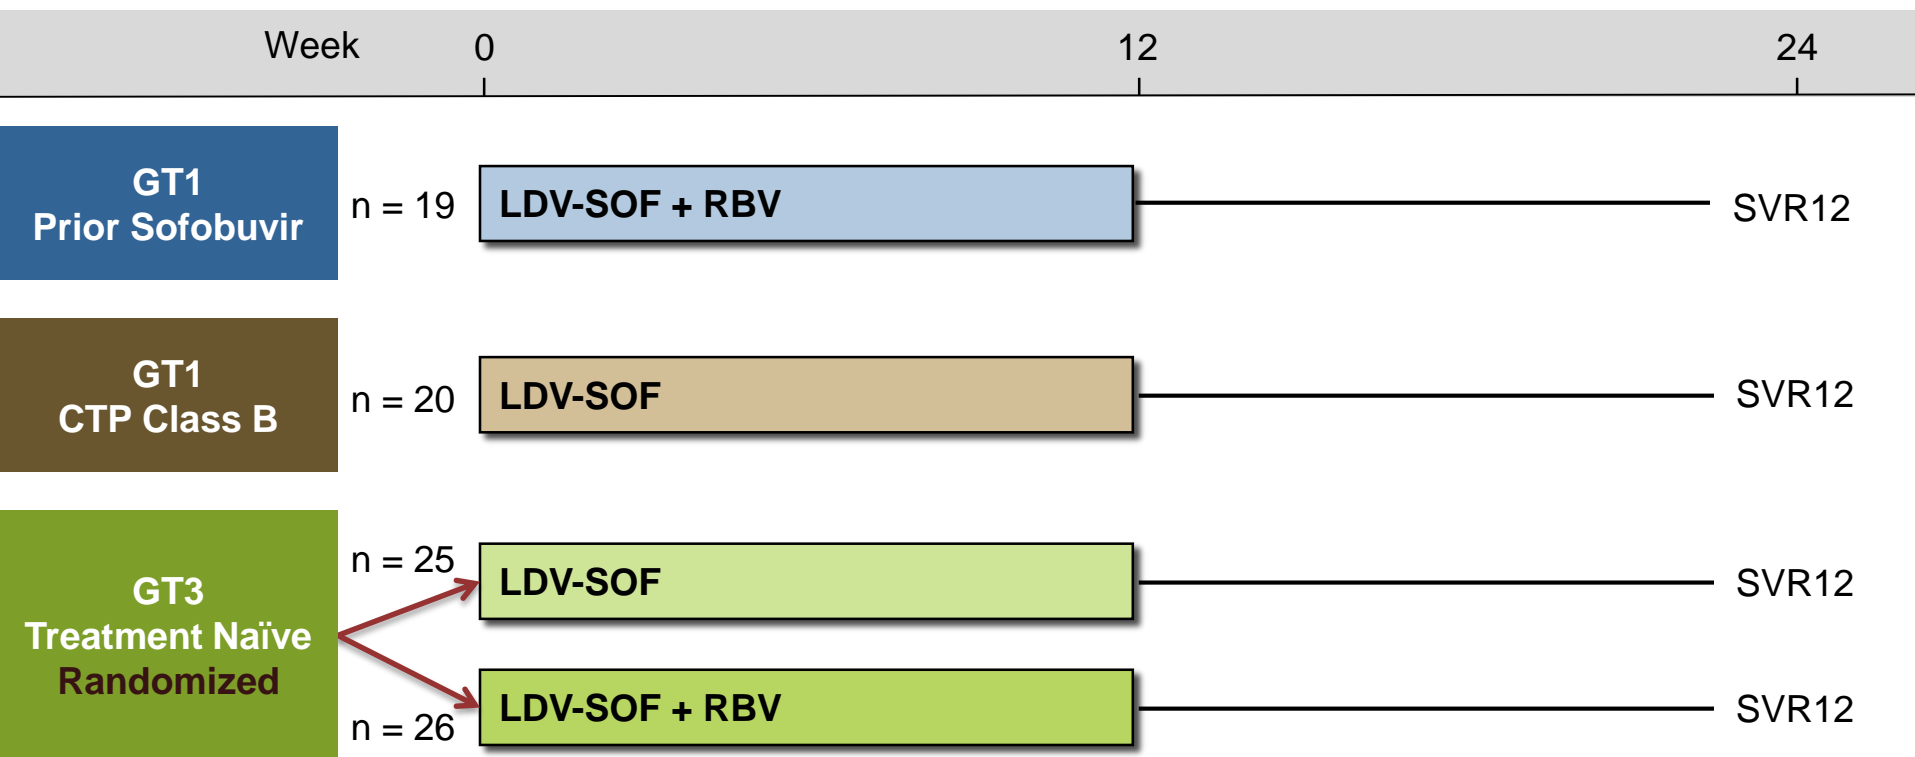 Week 0 12 24
GT1
Prior Sofobuvir
n = 19
LDV-SOF + RBV
SVR12
GT1
CTP Class B
n = 20
LDV-SOF
SVR12
GT3
Treatment Naïve
Randomized
n = 25
LDV-SOF
SVR12
n = 26
LDV-SOF + RBV
SVR12